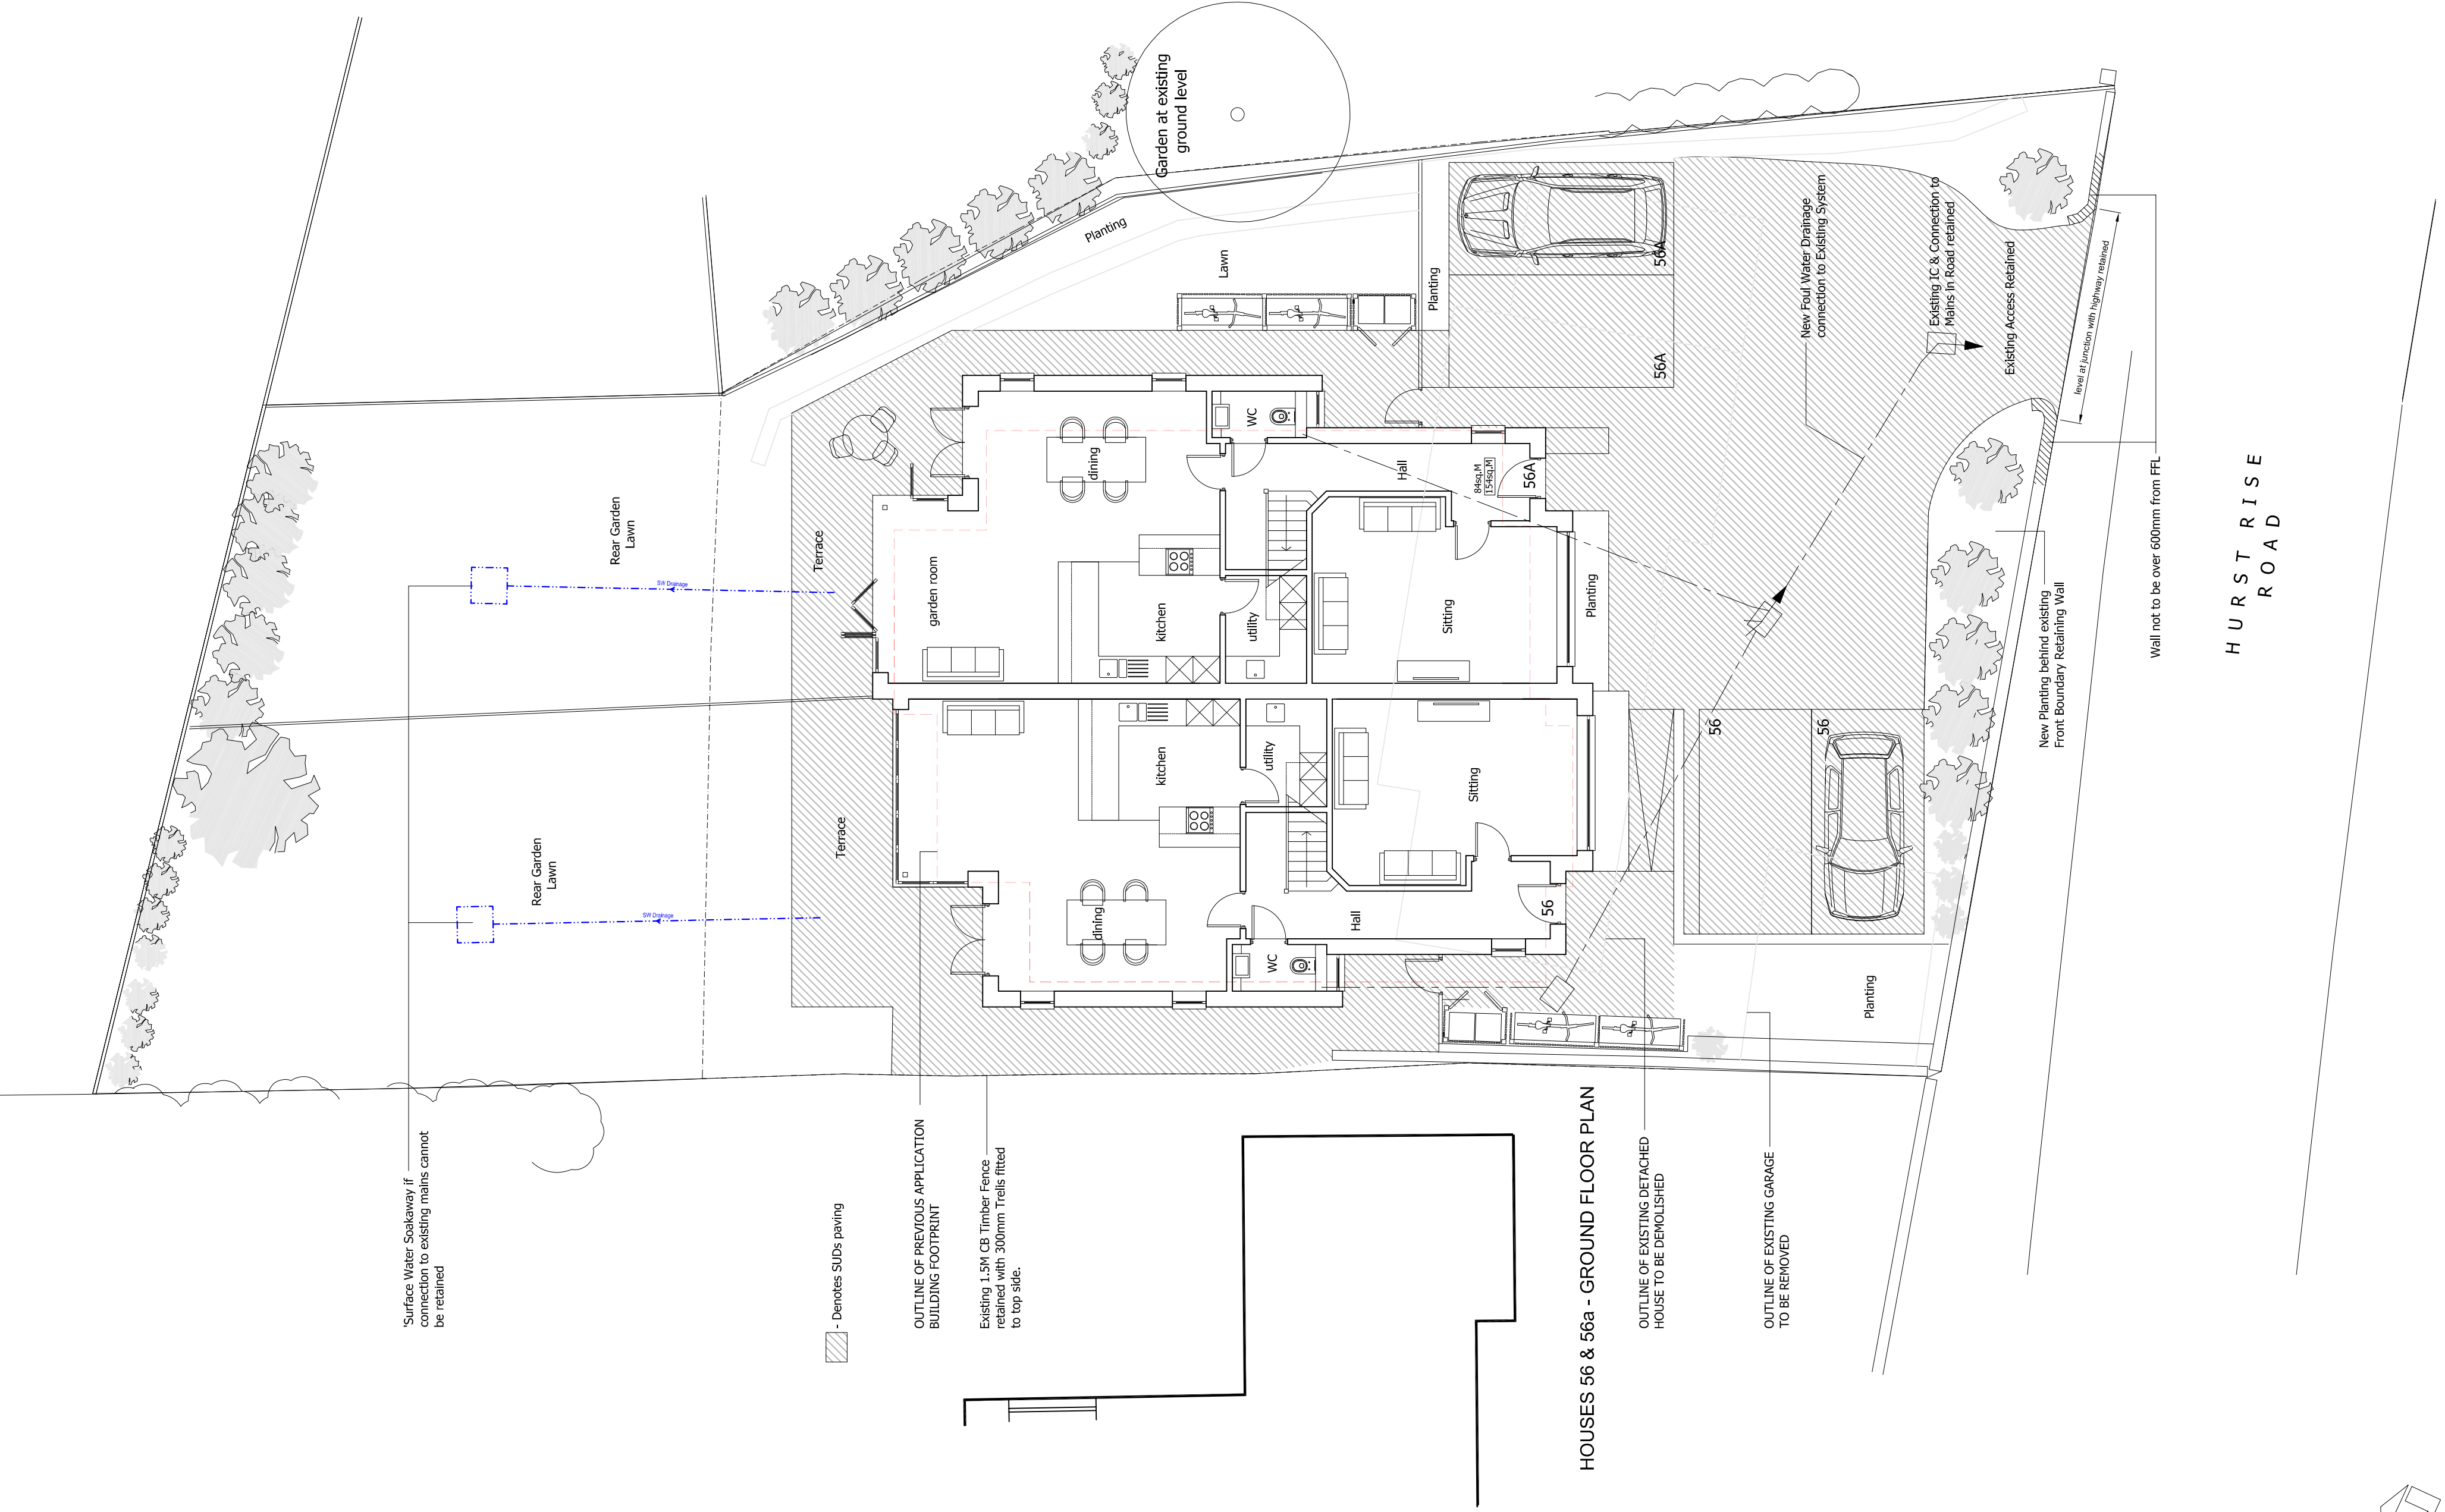 Garden at existing
ground level
Planting
Lawn
Planting
56A
56A
New Foul Water Drainage
connection to Existing System
Existing IC & Connection to
Mains in Road retained
Existing Access Retained
level at junction with highway retained
Wall not to be over 600mm from FFL
HURST RISE
ROAD
New Planting behind existing
Front Boundary Retaining Wall
Rear Garden
Lawn
SW Drainage
Terrace
garden room
dining
WC
kitchen
utility
Hall
84sq.M
154sq.M
56A
Sitting
Planting
Rear Garden
Lawn
SW Drainage
Terrace
dining
kitchen
utility
WC
Hall
Sitting
56
56
56
Planting
'Surface Water Soakaway if
connection to existing mains cannot
be retained
- Denotes SUDs paving
OUTLINE OF PREVIOUS APPLICATION
BUILDING FOOTPRINT
Existing 1.5M CB Timber Fence
retained with 300mm Trells fitted
to top side.
HOUSES 56 & 56a - GROUND FLOOR PLAN
OUTLINE OF EXISTING DETACHED
HOUSE TO BE DEMOLISHED
OUTLINE OF EXISTING GARAGE
TO BE REMOVED